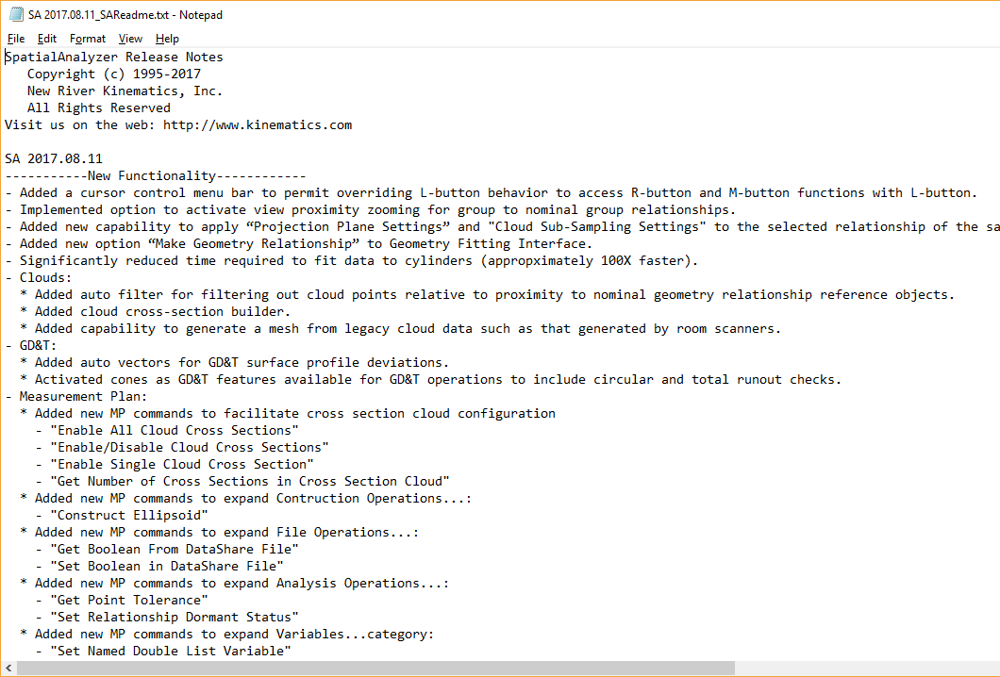 SA 2017.08.11_SAReadme.txt - Notepad
File Edit Format View Help
SpatialAnalyzer Release Notes
Copyright (c) 1995-2017
New River Kinematics, Inc.
All Rights Reserved
Visit us on the web: http://www.kinematics.com
SA 2017.08.11
-----------New Functionality------------
- Added a cursor control menu bar to permit overriding L-button behavior to access R-button and M-button functions with L-button.
- Implemented option to activate view proximity zooming for group to nominal group relationships.
- Added new capability to apply “Projection Plane Settings” and "Cloud Sub-Sampling Settings" to the selected relationship of the sa
- Added new option “Make Geometry Relationship” to Geometry Fitting Interface.
- Significantly reduced time required to fit data to cylinders (appropximately 100X faster).
- Clouds:
* Added auto filter for filtering out cloud points relative to proximity to nominal geometry relationship reference objects.
* Added cloud cross-section builder.
* Added capability to generate a mesh from legacy cloud data such as that generated by room scanners.
- GD&T:
* Added auto vectors for GD&T surface profile deviations.
* Activated cones as GD&T features available for GD&T operations to include circular and total runout checks.
- Measurement Plan:
* Added new MP commands to facilitate cross section cloud configuration
- "Enable All Cloud Cross Sections"
- "Enable/Disable Cloud Cross Sections"
- "Enable Single Cloud Cross Section"
- "Get Number of Cross Sections in Cross Section Cloud"
* Added new MP commands to expand Contruction Operations...:
- "Construct Ellipsoid"
* Added new MP commands to expand File Operations...:
- "Get Boolean From DataShare File"
- "Set Boolean in DataShare File"
* Added new MP commands to expand Analysis Operations...:
- "Get Point Tolerance"
- "Set Relationship Dormant Status"
* Added new MP commands to expand Variables...category:
- "Set Named Double List Variable"